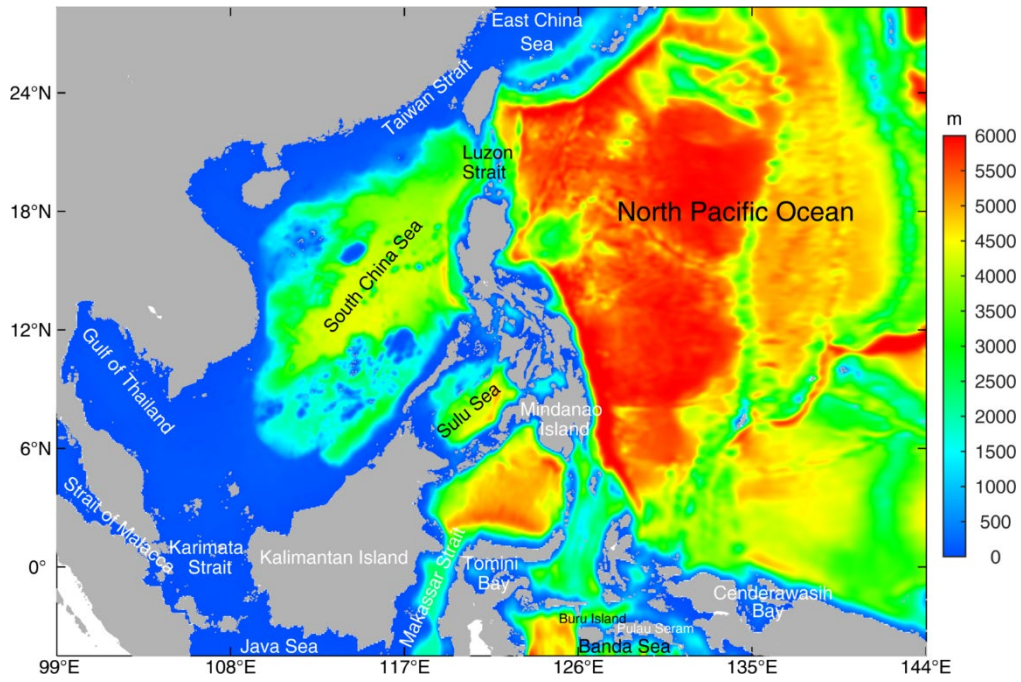 East China
Sea
24°N
Taiwan Strait
m
6000
Luzon
Strait
5500
5000
18°N
North Pacific Ocean
4500
South China Sea
4000
3500
12°N
3000
Gulf of Thailand
2500
Sulu Sea
Mindanao
Island
2000
6°N
1500
1000
Strait of Malacca
500
Karimata
Strait
Kalimantan Island
Makassar Strait
Tomini
Bay
0
0°
Cenderawasin
Bay
Buru Island
Pulau Seram
Java Sea
Banda Sea
99°E
108°E
117°E
126°E
135°E
144°E